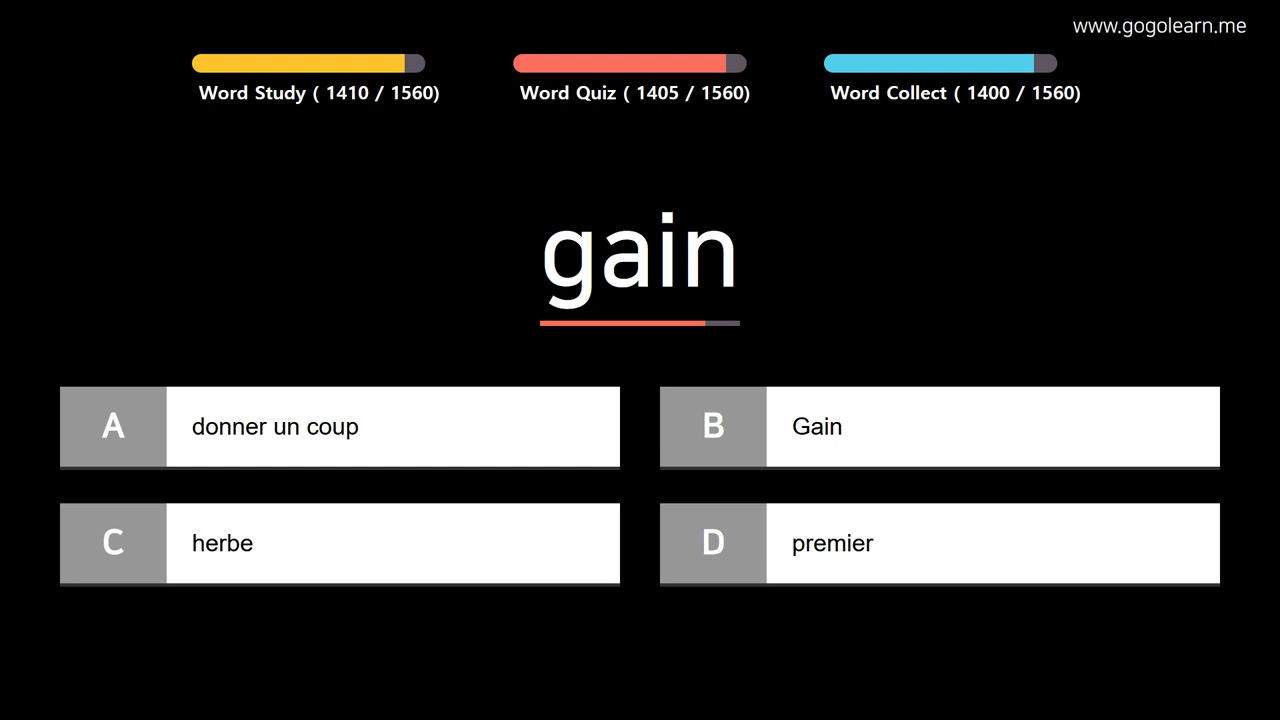 www.gogolearn.me
Word Study ( 1410 / 1560)
Word Quiz ( 1405 / 1560)
Word Collect ( 1400 / 1560)
gain
A donner un coup
B Gain
C herbe
D premier